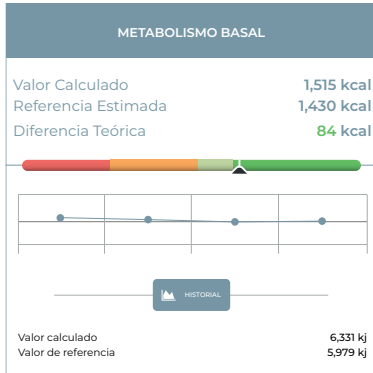 METABOLISMO BASAL
Valor Calculado 1,515 kcal
Referencia Estimada 1,430 kcal
Diferencia Teórica 84 kcal
HISTORIAL
Valor calculado 6,331 kj
Valor de referencia 5,979 kj